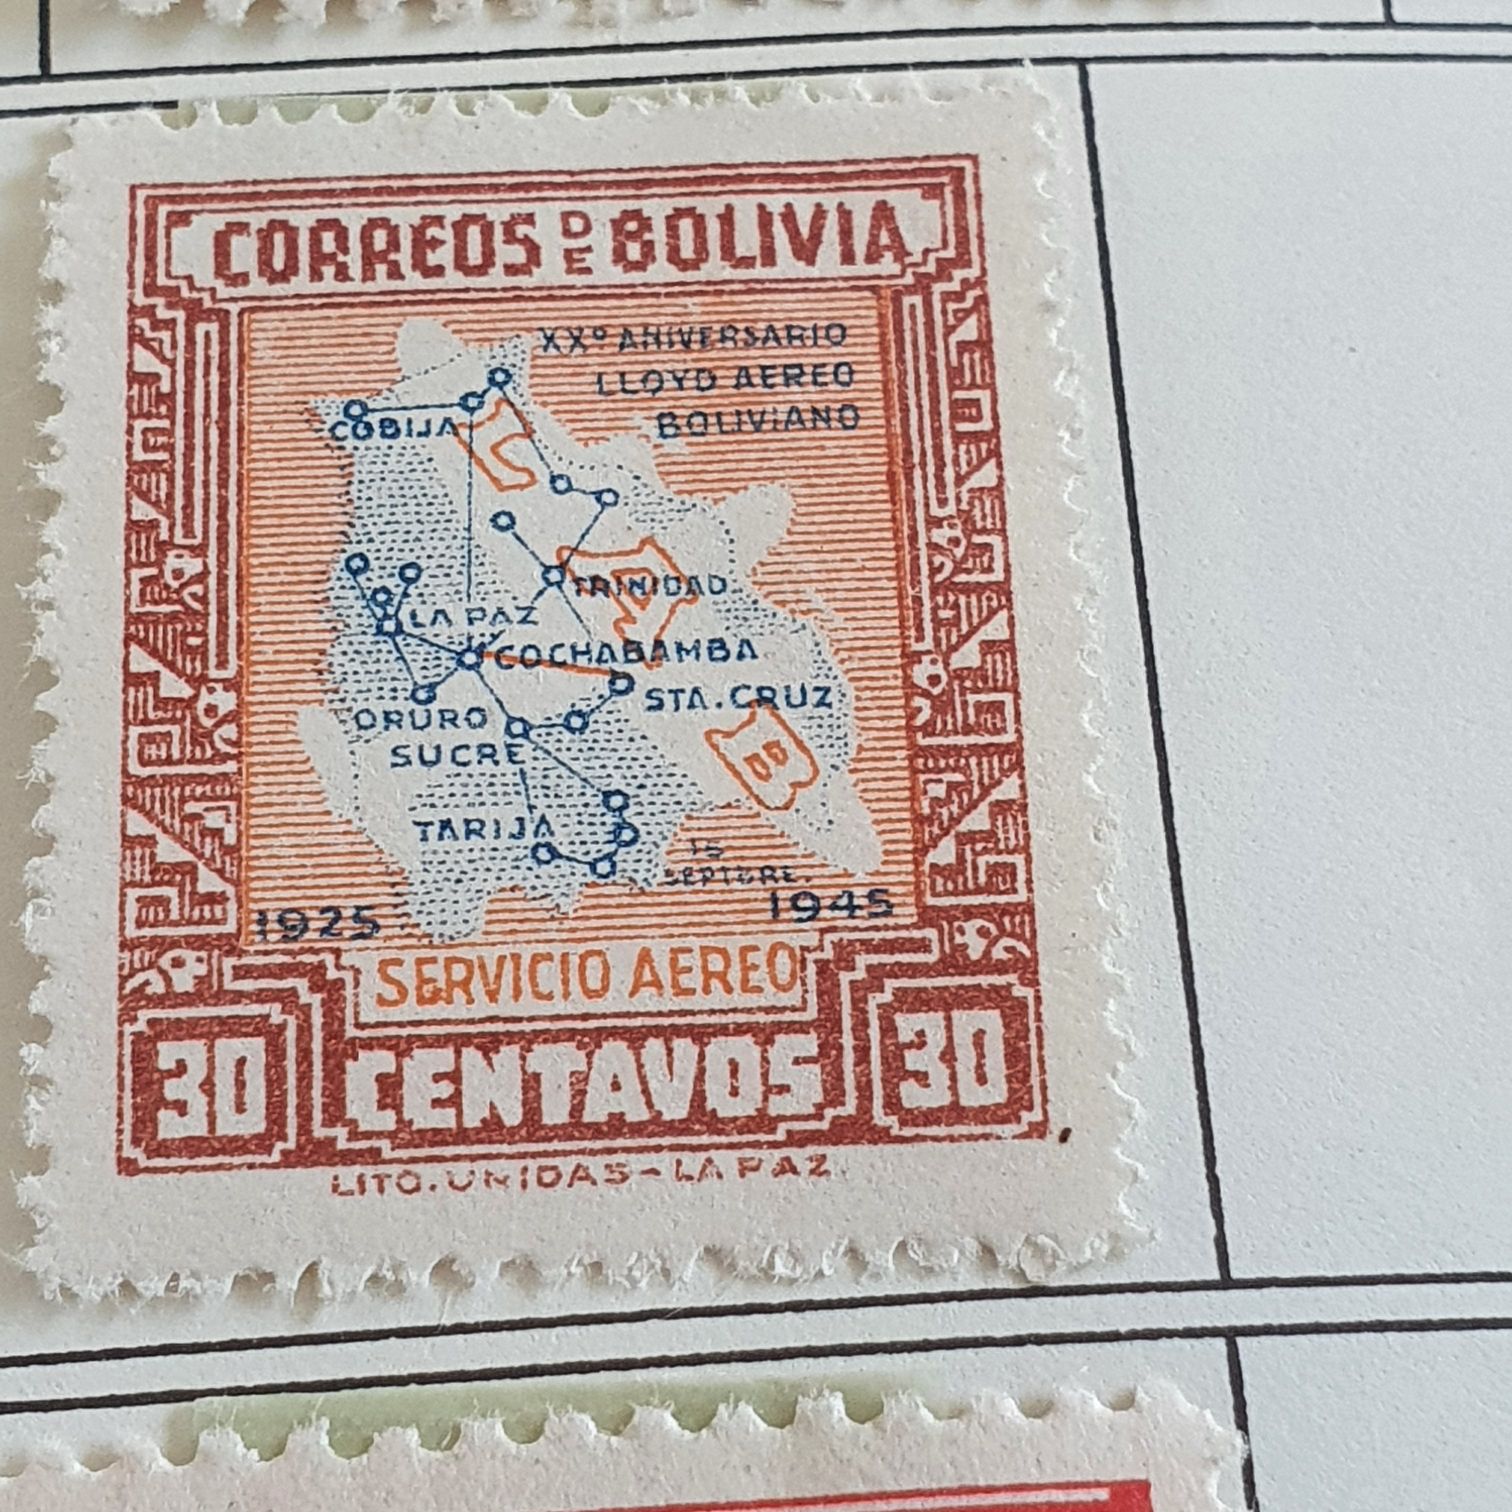 CORREOS DE BOLIVIA
XXº ANIVERSARIO
LLOYD AEREO
BOLIVIANO
COBIJA
L
A
B
TRINIDAD
LA PAZ
COCHABAMBA
STA. CRUZ
ORURO
SUCRE
TARIJA
15
SEPTBRE.
1925
1945
SERVICIO AEREO
30 CENTAVOS 30
LITO. UNIDAS - LA PAZ